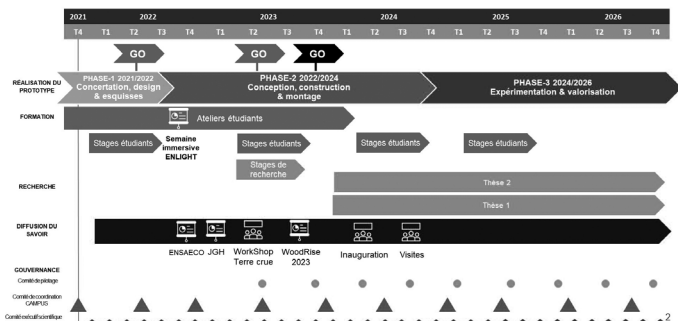 2021 2022 2023 2024 2025 2026
T4 T1 T2 T3 T4 T1 T2 T3 T4 T1 T2 T3 T4 T1 T2 T3 T4 T1 T2 T3 T4
GO GO GO
RÉALISATION DU
PROTOTYPE
PHASE-1 2021/2022
Concertation, design
& esquisses
PHASE-2 2022/2024
Conception, construction
& montage
PHASE-3 2024/2026
Expérimentation & valorisation
FORMATION
Ateliers étudiants
Stages étudiants
Semaine
immersive
ENLIGHT
Stages étudiants
Stages étudiants
Stages étudiants
Stages de
recherche
RECHERCHE
Thèse 2
Thèse 1
DIFFUSION DU
SAVOIR
ENSAECO
JGH
WorkShop
Terre crue
WoodRise
2023
Inauguration
Visites
GOUVERNANCE
Comité de pilotage
Comité de coordination
CAMPUS
Comité exécutif scientifique
2